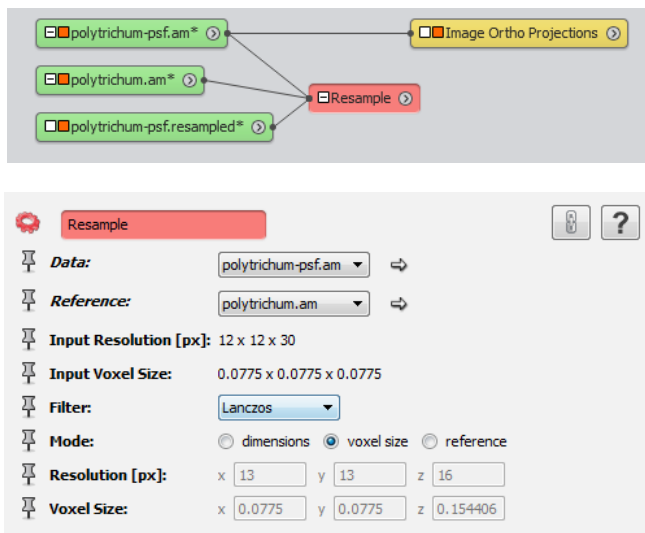 polytrichum-psf.am*
Image Ortho Projections
polytrichum.am*
Resample
polytrichum-psf.resampled*
Resample ?
Data: polytrichum-psf.am
Reference: polytrichum.am
Input Resolution [px]: 12 x 12 x 30
Input Voxel Size: 0.0775 x 0.0775 x 0.0775
Filter: Lanczos
Mode: dimensions voxel size reference
Resolution [px]: x 13 y 13 z 16
Voxel Size: x 0.0775 y 0.0775 z 0.154406